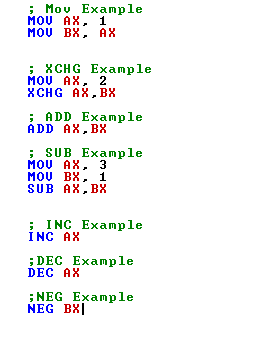 ; Mov Example
MOV AX, 1
MOV BX, AX
; XCHG Example
MOV AX, 2
XCHG AX,BX
; ADD Example
ADD AX,BX
; SUB Example
MOV AX, 3
MOV BX, 1
SUB AX,BX
; INC Example
INC AX
;DEC Example
DEC AX
;NEG Example
NEG BX